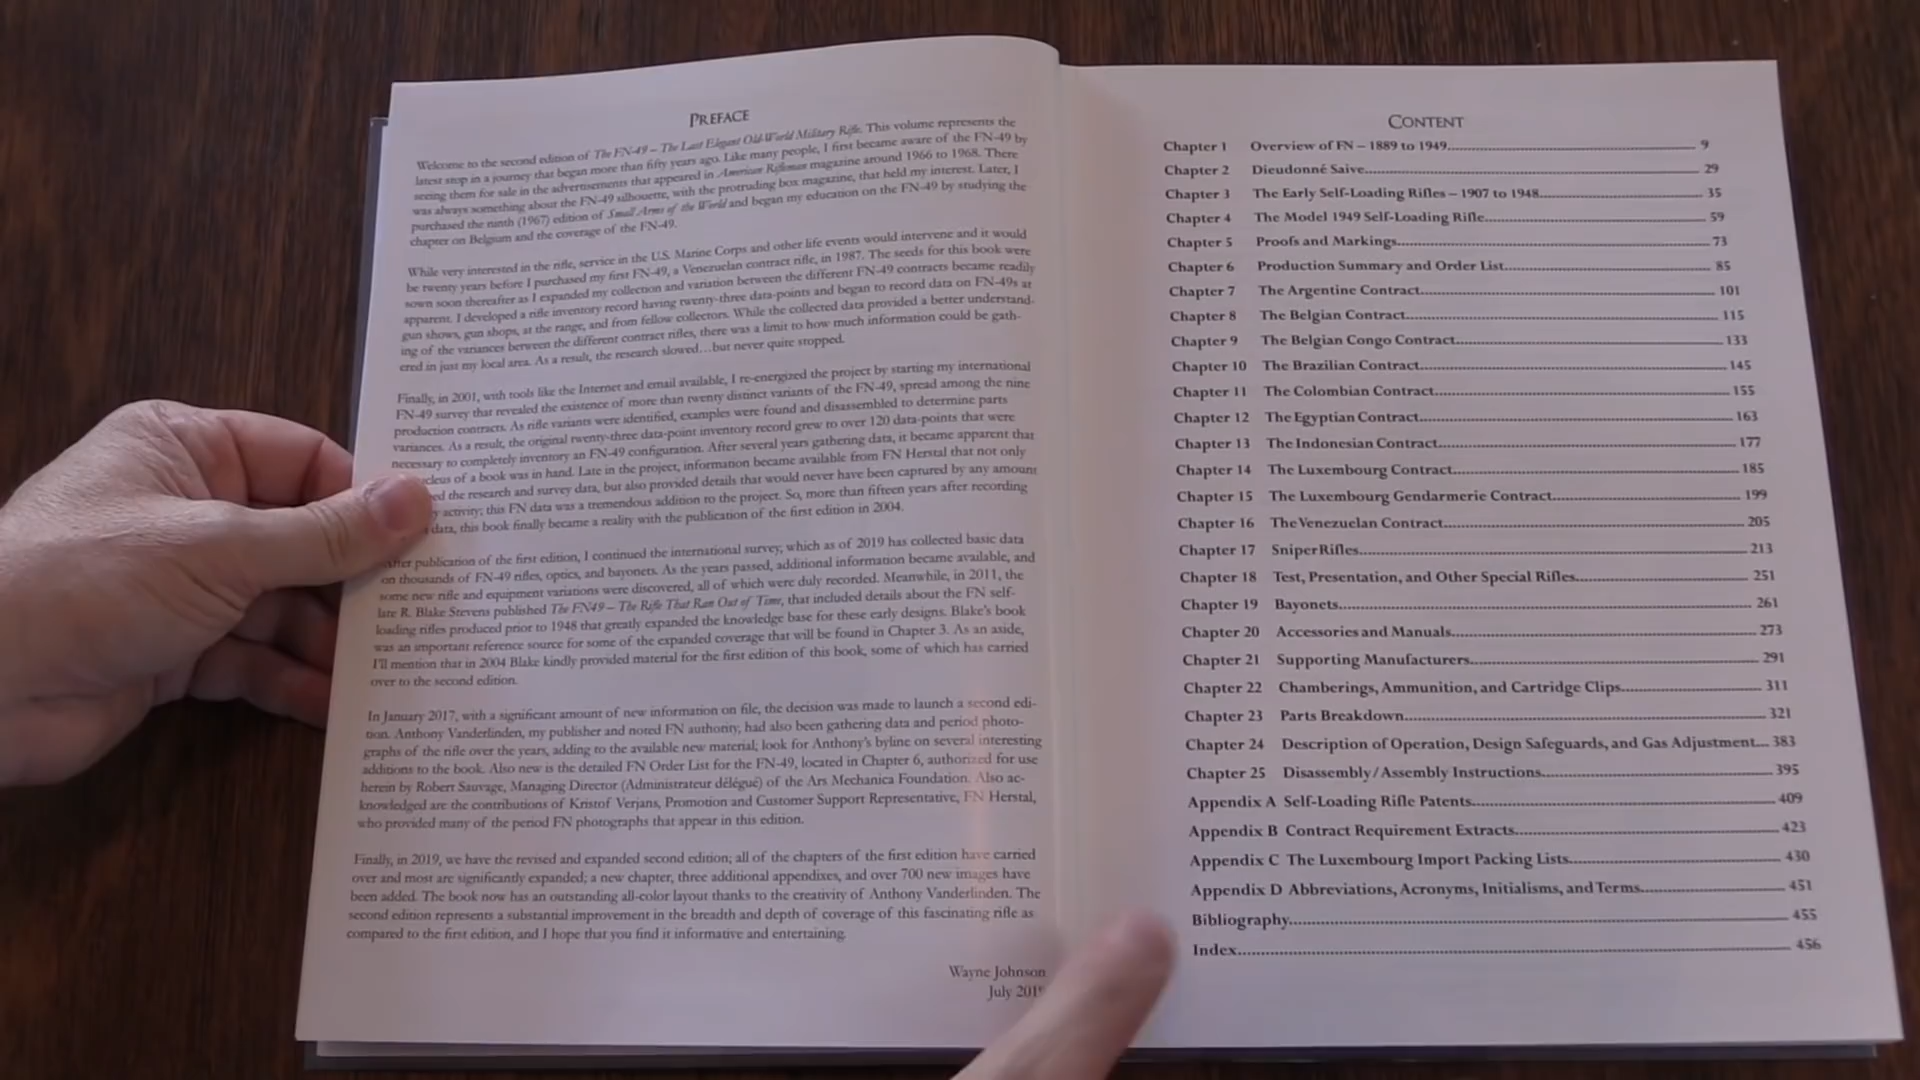 PREFACE
Welcome to the second edition of The FN-49 – The Last Elegant Old-World Military Rifle. This volume represents the
latest stop in a journey that began more than fifty years ago. Like many people, I first became aware of the FN-49 by
seeing them for sale in the advertisements that appeared in American Rifleman magazine around 1966 to 1968. There
was always something about the FN-49 silhouette, with the protruding box magazine, that held my interest. Later, I
purchased the ninth (1967) edition of Small Arms of the World and began my education on the FN-49 by studying the
chapter on Belgium and the coverage of the FN-49.
While very interested in the rifle, service in the U.S. Marine Corps and other life events would intervene and it would
be twenty years before I purchased my first FN-49, a Venezuelan contract rifle, in 1987. The seeds for this book were
sown soon thereafter as I expanded my collection and variation between the different FN-49 contracts became readily
apparent. I developed a rifle inventory record having twenty-three data-points and began to record data on FN-49s at
gun shows, gun shops, at the range, and from fellow collectors. While the collected data provided a better understand-
ing of the variances between the different contract rifles, there was a limit to how much information could be gath-
ered in just my local area. As a result, the research slowed...but never quite stopped.
Finally, in 2001, with tools like the Internet and email available, I re-energized the project by starting my international
FN-49 survey that revealed the existence of more than twenty distinct variants of the FN-49, spread among the nine
production contracts. As rifle variants were identified, examples were found and disassembled to determine parts
variances. As a result, the original twenty-three data-point inventory record grew to over 120 data-points that were
necessary to completely inventory an FN-49 configuration. After several years gathering data, it became apparent that
cleus of a book was in hand. Late in the project, information became available from FN Herstal that not only
ed the research and survey data, but also provided details that would never have been captured by any amount
y activity; this FN data was a tremendous addition to the project. So, more than fifteen years after recording
data, this book finally became a reality with the publication of the first edition in 2004.
After publication of the first edition, I continued the international survey, which as of 2019 has collected basic data
on thousands of FN-49 rifles, optics, and bayonets. As the years passed, additional information became available, and
some new rifle and equipment variations were discovered, all of which were duly recorded. Meanwhile, in 2011, the
late R. Blake Stevens published The FN49 – The Rifle That Ran Out of Time, that included details about the FN self-
loading rifles produced prior to 1948 that greatly expanded the knowledge base for these early designs. Blake's book
was an important reference source for some of the expanded coverage that will be found in Chapter 3. As an aside,
I'll mention that in 2004 Blake kindly provided material for the first edition of this book, some of which has carried
over to the second edition.
In January 2017, with a significant amount of new information on file, the decision was made to launch a second edi-
tion. Anthony Vanderlinden, my publisher and noted FN authority, had also been gathering data and period photo-
graphs of the rifle over the years, adding to the available new material; look for Anthony's byline on several interesting
additions to the book. Also new is the detailed FN Order List for the FN-49, located in Chapter 6, authorized for use
herein by Robert Sauvage, Managing Director (Administrateur délégué) of the Ars Mechanica Foundation. Also ac-
knowledged are the contributions of Kristof Verjans, Promotion and Customer Support Representative, FN Herstal,
who provided many of the period FN photographs that appear in this edition.
Finally, in 2019, we have the revised and expanded second edition; all of the chapters of the first edition have carried
over and most are significantly expanded; a new chapter, three additional appendixes, and over 700 new images have
been added. The book now has an outstanding all-color layout thanks to the creativity of Anthony Vanderlinden. The
second edition represents a substantial improvement in the breadth and depth of coverage of this fascinating rifle as
compared to the first edition, and I hope that you find it informative and entertaining.
Wayne Johnson
July 201
CONTENT
Chapter 1 Overview of FN – 1889 to 1949 9
Chapter 2 Dieudonné Saive 29
Chapter 3 The Early Self-Loading Rifles – 1907 to 1948 35
Chapter 4 The Model 1949 Self-Loading Rifle 59
Chapter 5 Proofs and Markings 73
Chapter 6 Production Summary and Order List 85
Chapter 7 The Argentine Contract 101
Chapter 8 The Belgian Contract 115
Chapter 9 The Belgian Congo Contract 133
Chapter 10 The Brazilian Contract 145
Chapter 11 The Colombian Contract 155
Chapter 12 The Egyptian Contract 163
Chapter 13 The Indonesian Contract 177
Chapter 14 The Luxembourg Contract 185
Chapter 15 The Luxembourg Gendarmerie Contract 199
Chapter 16 The Venezuelan Contract 205
Chapter 17 Sniper Rifles 213
Chapter 18 Test, Presentation, and Other Special Rifles 251
Chapter 19 Bayonets 261
Chapter 20 Accessories and Manuals 273
Chapter 21 Supporting Manufacturers 291
Chapter 22 Chamberings, Ammunition, and Cartridge Clips 311
Chapter 23 Parts Breakdown 321
Chapter 24 Description of Operation, Design Safeguards, and Gas Adjustment 383
Chapter 25 Disassembly/Assembly Instructions 395
Appendix A Self-Loading Rifle Patents 409
Appendix B Contract Requirement Extracts 423
Appendix C The Luxembourg Import Packing Lists 430
Appendix D Abbreviations, Acronyms, Initialisms, and Terms 451
Bibliography 455
Index 456